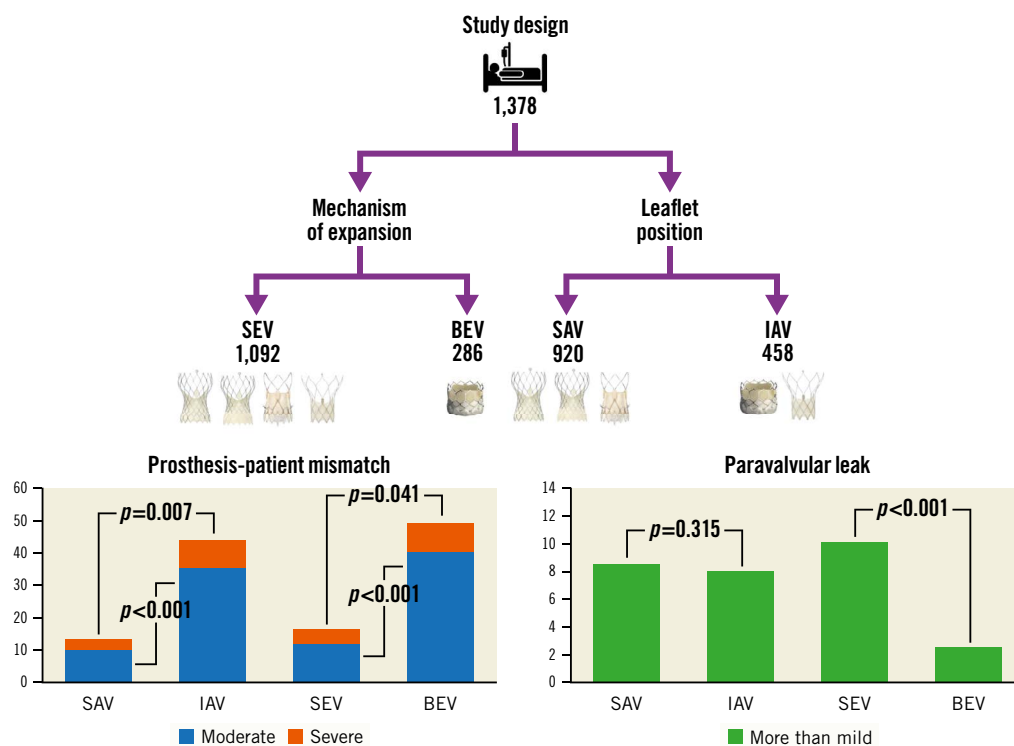 Study design
1,378
Mechanism
of expansion
Leaflet
position
SEV
1,092
BEV
286
SAV
920
IAV
458
Prosthesis-patient mismatch
60
50
40
30
20
10
0
p=0.007
p<0.001
p=0.041
p<0.001
SAV
IAV
SEV
BEV
Moderate
Severe
Paravalvular leak
14
12
10
8
6
4
2
0
p=0.315
p<0.001
SAV
IAV
SEV
BEV
More than mild